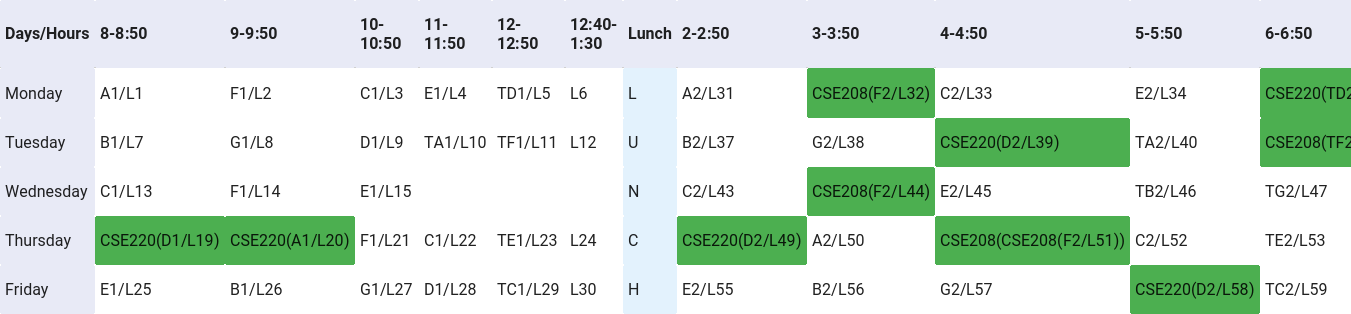 Days/Hours 8-8:50 9-9:50 10-10:50 11-11:50 12-12:50 12:40-1:30 Lunch 2-2:50 3-3:50 4-4:50 5-5:50 6-6:50
Monday A1/L1 F1/L2 C1/L3 E1/L4 TD1/L5 L6 L A2/L31 CSE208(F2/L32) C2/L33 E2/L34 CSE220(TD2
Tuesday B1/L7 G1/L8 D1/L9 TA1/L10 TF1/L11 L12 U B2/L37 G2/L38 CSE220(D2/L39) TA2/L40 CSE208(TF2
Wednesday C1/L13 F1/L14 E1/L15 N C2/L43 CSE208(F2/L44) E2/L45 TB2/L46 TG2/L47
Thursday CSE220(D1/L19) CSE220(A1/L20) F1/L21 C1/L22 TE1/L23 L24 C CSE220(D2/L49) A2/L50 CSE208(CSE208(F2/L51)) C2/L52 TE2/L53
Friday E1/L25 B1/L26 G1/L27 D1/L28 TC1/L29 L30 H E2/L55 B2/L56 G2/L57 CSE220(D2/L58) TC2/L59